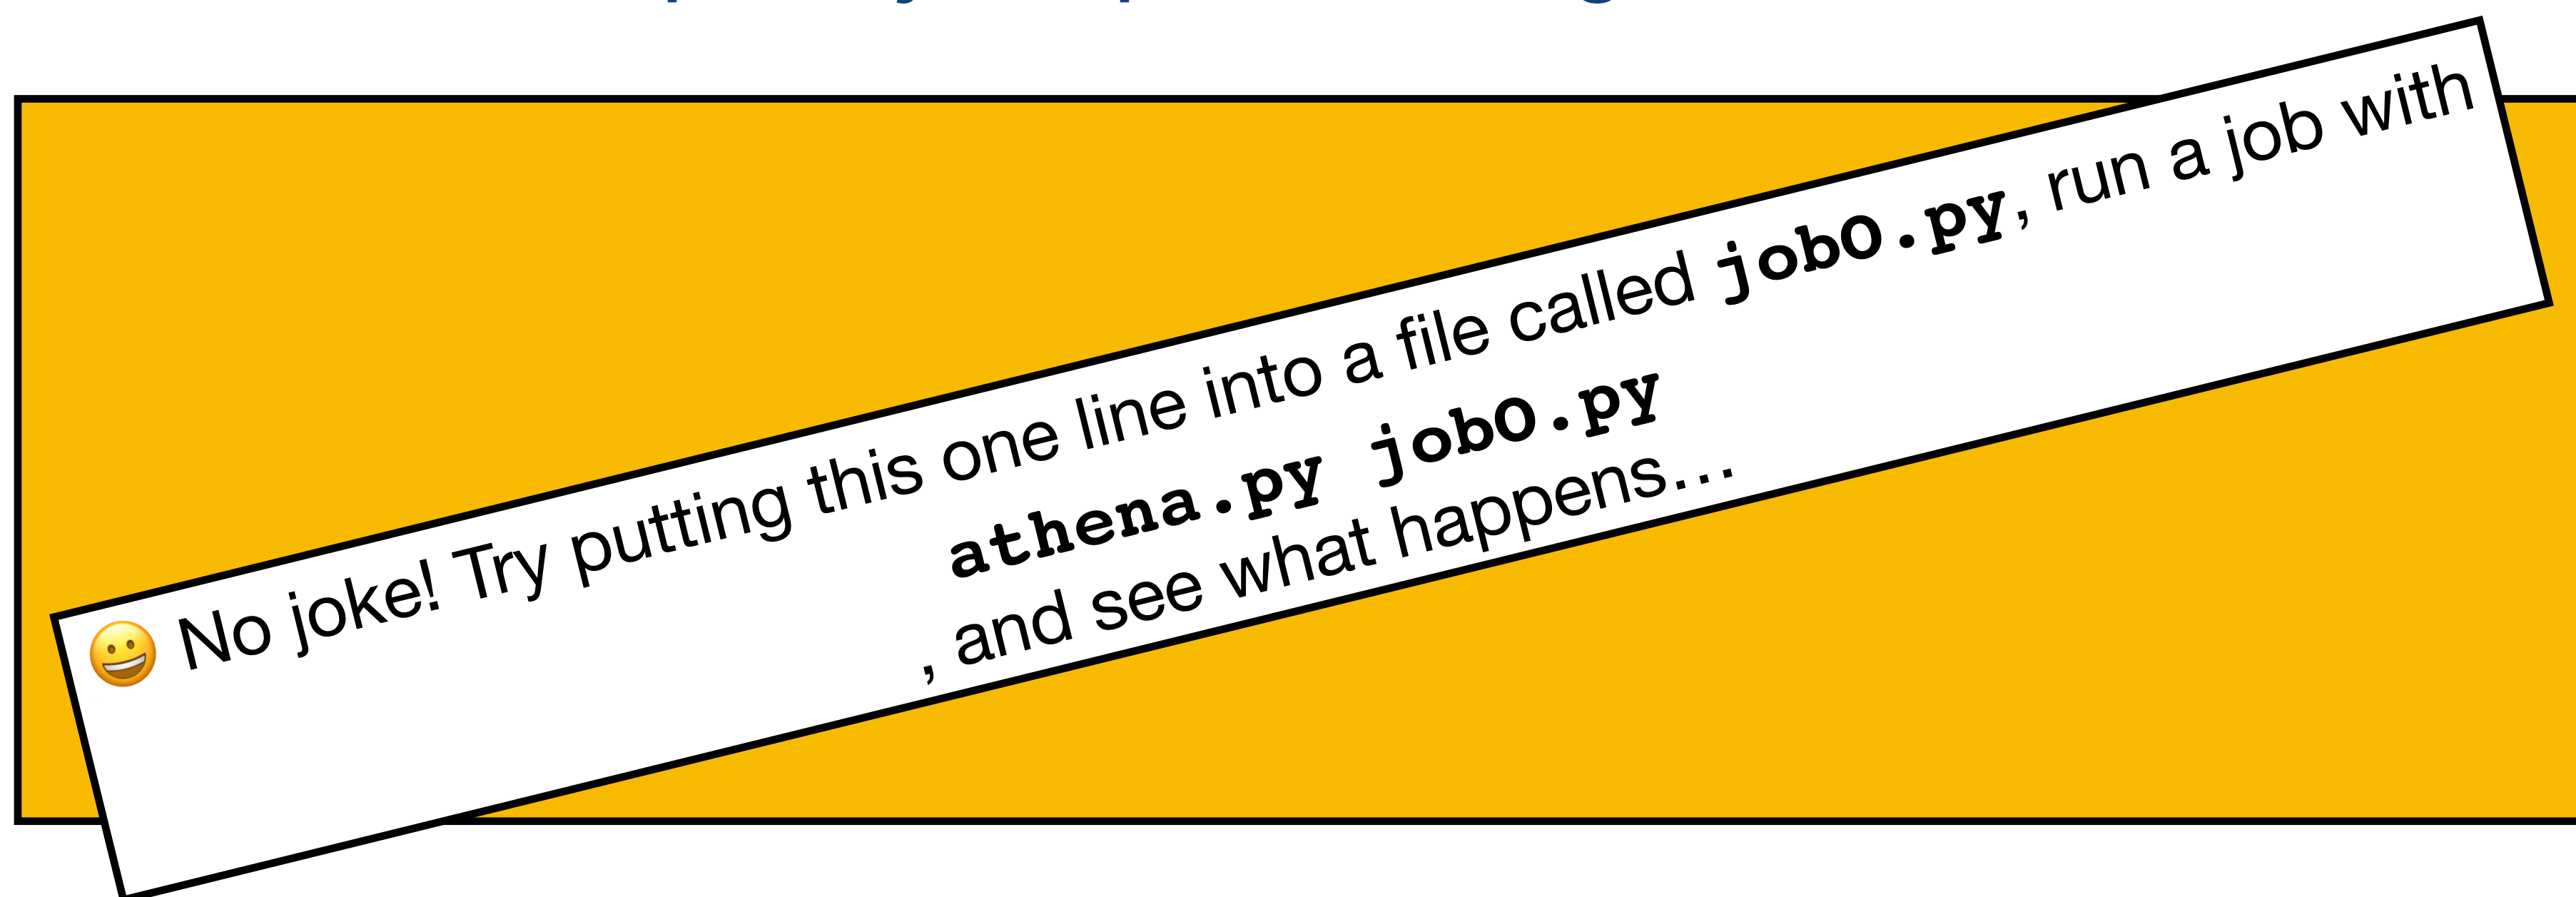 😀 No joke! Try putting this one line into a file called jobO.py, run a job with
athena.py jobO.py
, and see what happens…